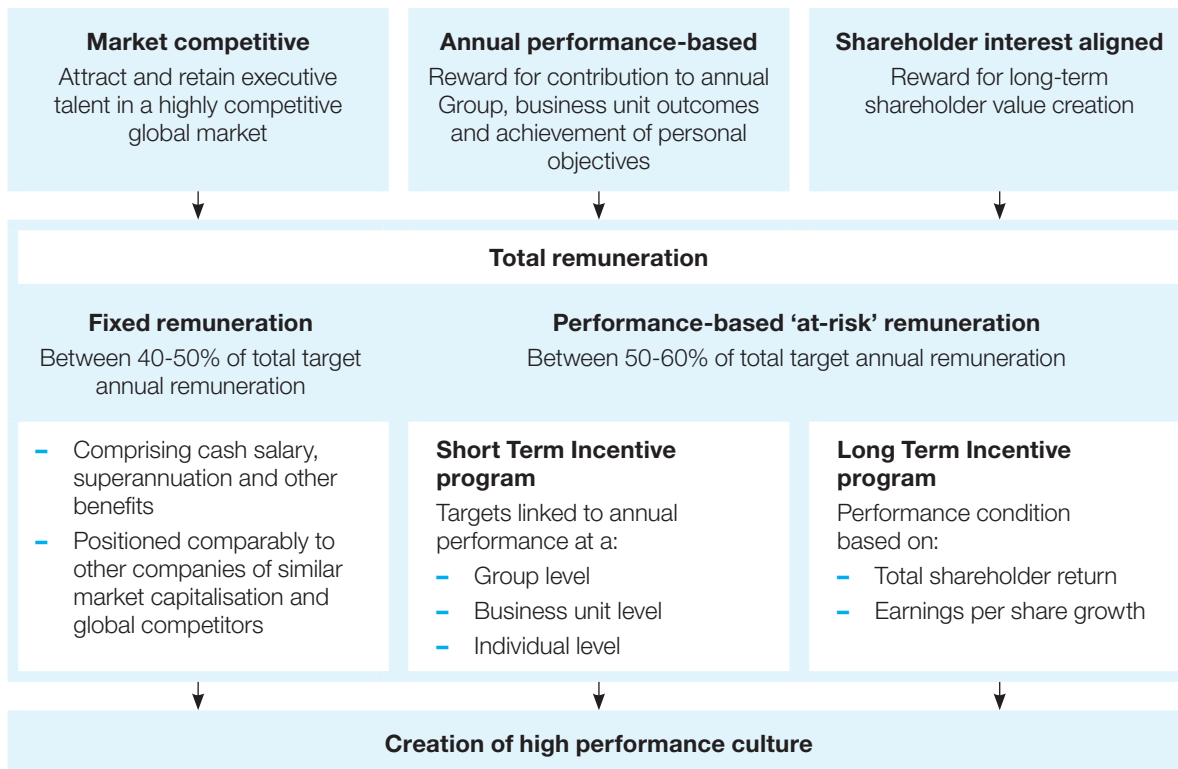 Market competitive
Attract and retain executive
talent in a highly competitive
global market
Annual performance-based
Reward for contribution to annual
Group, business unit outcomes
and achievement of personal
objectives
Shareholder interest aligned
Reward for long-term
shareholder value creation
Total remuneration
Fixed remuneration
Between 40-50% of total target
annual remuneration
Performance-based ‘at-risk’ remuneration
Between 50-60% of total target annual remuneration
– Comprising cash salary,
superannuation and other
benefits
– Positioned comparably to
other companies of similar
market capitalisation and
global competitors
Short Term Incentive
program
Targets linked to annual
performance at a:
– Group level
– Business unit level
– Individual level
Long Term Incentive
program
Performance condition
based on:
– Total shareholder return
– Earnings per share growth
Creation of high performance culture